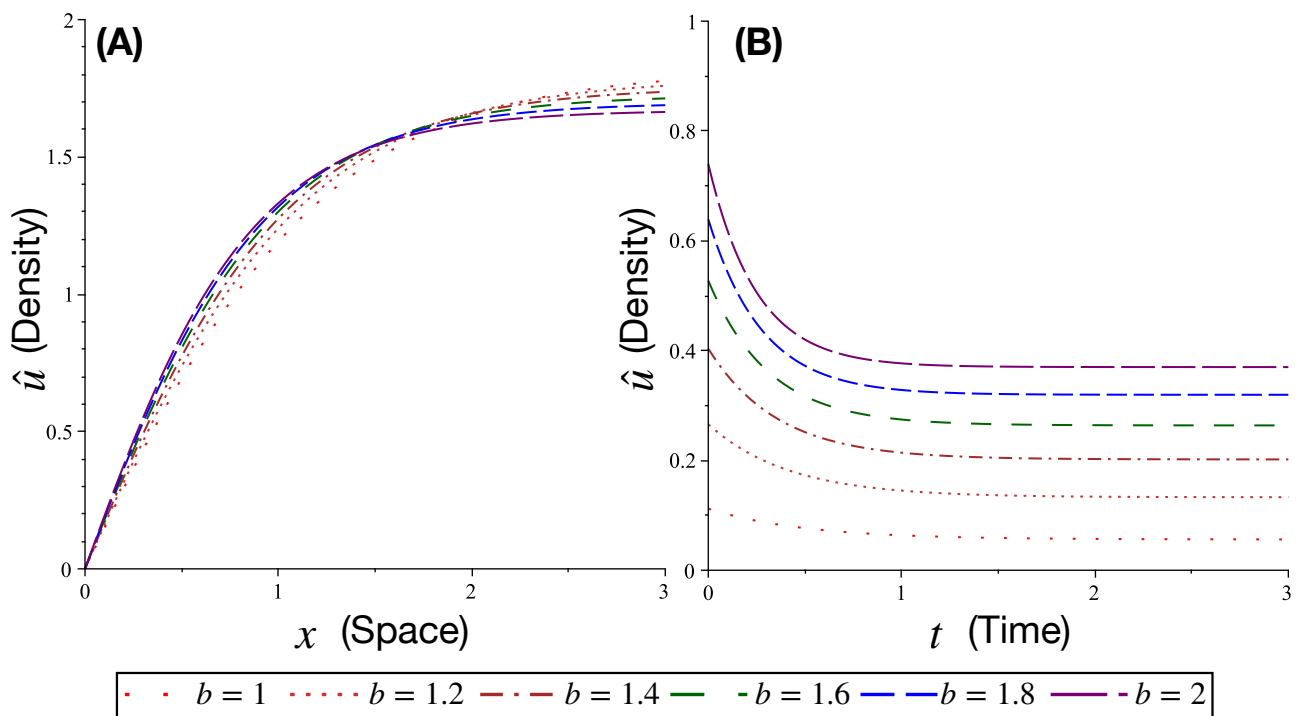 (A)
2
1.5
1
0.5
0
0 1 2 3
û (Density)
x (Space)
(B)
1
0.8
0.6
0.4
0.2
0
0 1 2 3
û (Density)
t (Time)
b = 1 b = 1.2 b = 1.4 b = 1.6 b = 1.8 b = 2